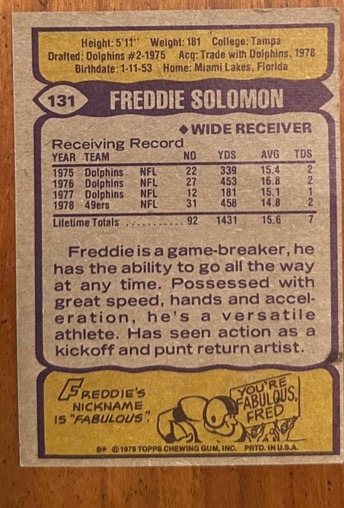 Height: 5'11" Weight: 181 College: Tampa
Drafted: Dolphins #2-1975 Acq: Trade with Dolphins, 1978
Birthdate: 1-11-53 Home: Miami Lakes, Florida
131 FREDDIE SOLOMON
◆WIDE RECEIVER
Receiving Record
YEAR TEAM NO YDS AVG TDS
1975 Dolphins NFL 22 339 15.4 2
1976 Dolphins NFL 27 453 16.8 2
1977 Dolphins NFL 12 181 15.1 1
1978 49ers NFL 31 458 14.8 2
Lifetime Totals ........... 92 1431 15.6 7
Freddie is a game-breaker, he
has the ability to go all the way
at any time. Possessed with
great speed, hands and accel-
eration, he's a versatile
athlete. Has seen action as a
kickoff and punt return artist.
FREDDIE'S
NICKNAME
IS "FABULOUS".
YOU'RE
FABULOUS,
FRED
B* © 1979 TOPPS CHEWING GUM, INC. PRTD. IN U.S.A.